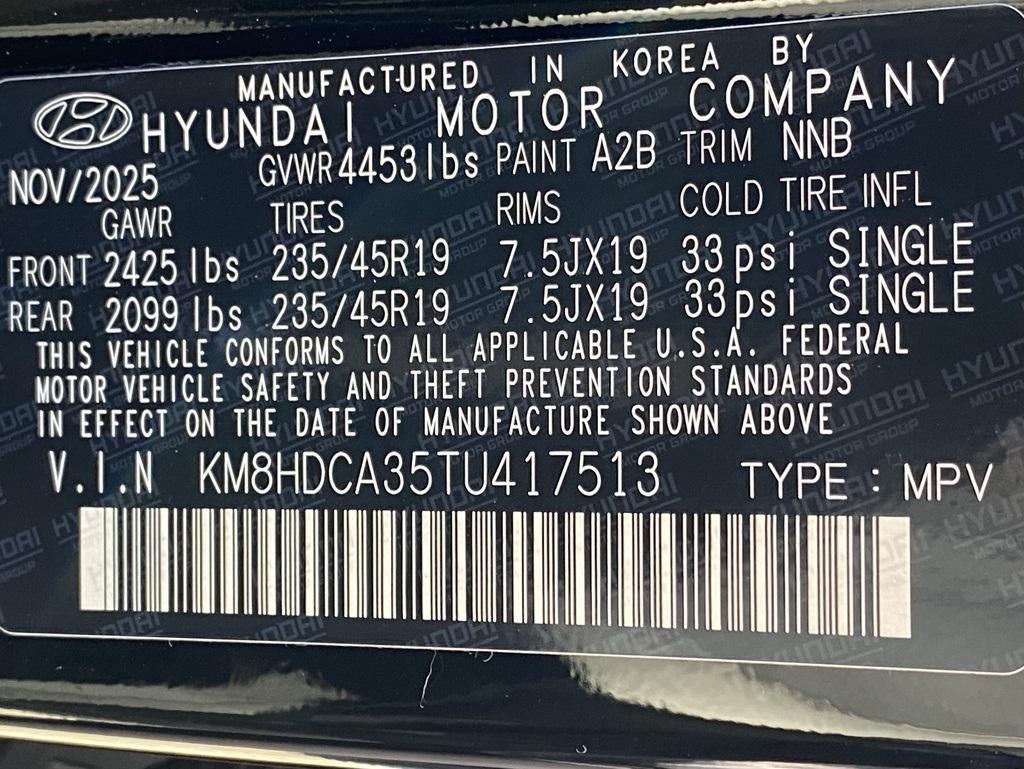 MANUFACTURED IN KOREA BY
HYUNDAI MOTOR COMPANY
NOV/2025 GVWR 4453 lbs PAINT A2B TRIM NNB
GAWR TIRES RIMS COLD TIRE INFL
FRONT 2425 lbs 235/45R19 7.5JX19 33psi SINGLE
REAR 2099 lbs 235/45R19 7.5JX19 33psi SINGLE
THIS VEHICLE CONFORMS TO ALL APPLICABLE U.S.A. FEDERAL
MOTOR VEHICLE SAFETY AND THEFT PREVENTION STANDARDS
IN EFFECT ON THE DATE OF MANUFACTURE SHOWN ABOVE
V.I.N KM8HDCA35TU417513 TYPE : MPV